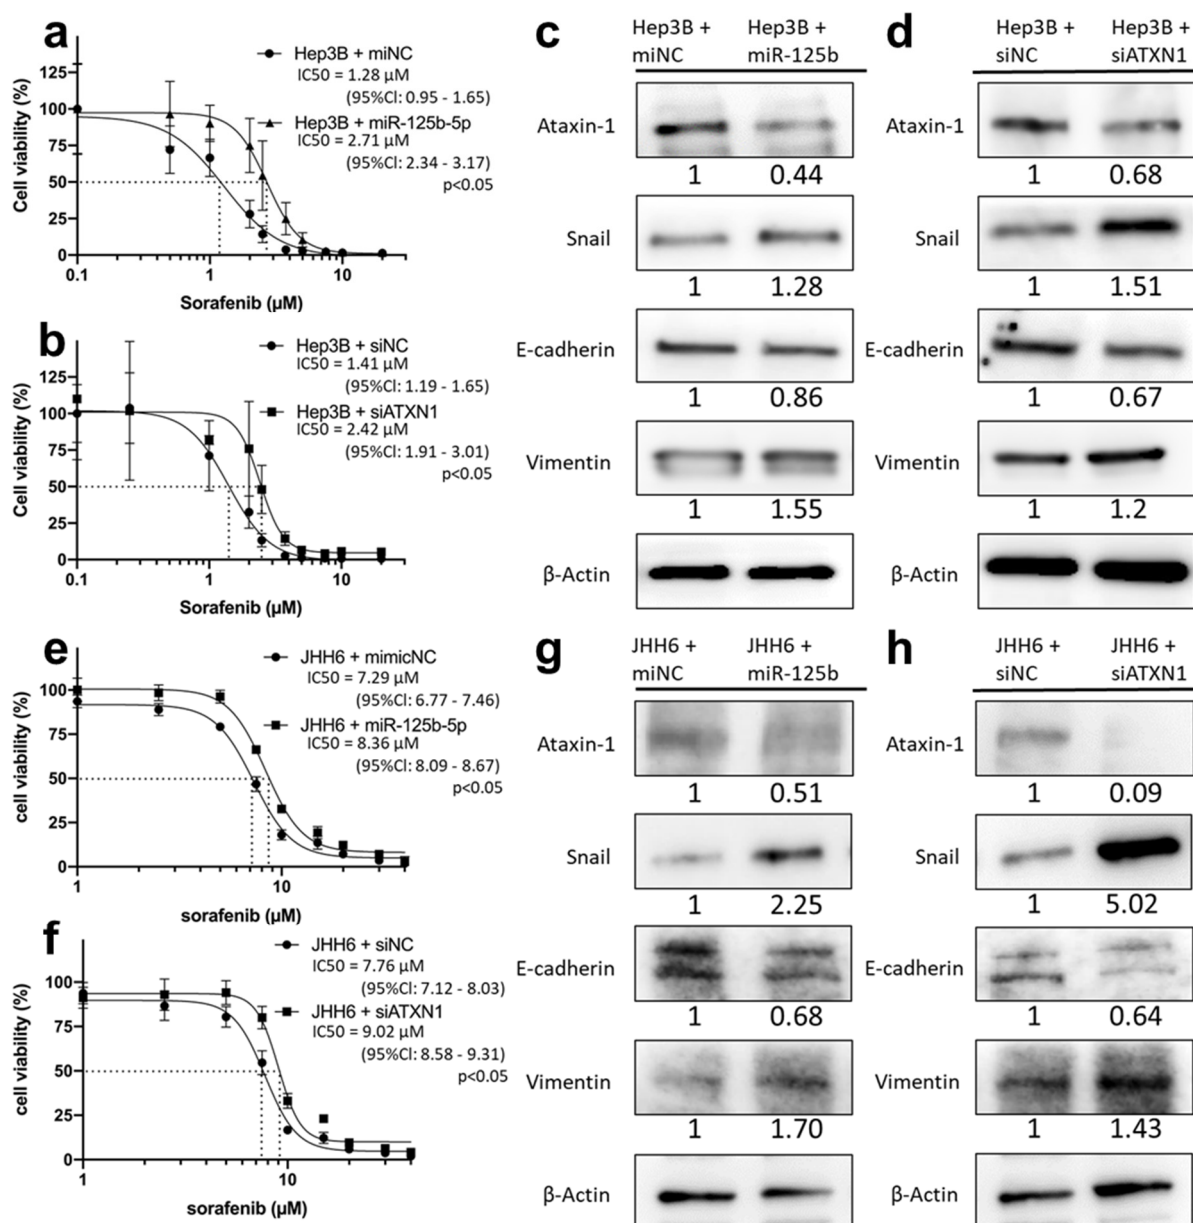 a
Hep3B + miNC
IC50 = 1.28 μM
(95%Cl: 0.95 - 1.65)
Hep3B + miR-125b-5p
IC50 = 2.71 μM
(95%Cl: 2.34 - 3.17)
p<0.05
Cell viability (%)
125
100
75
50
25
0
0.1
1
10
Sorafenib (μM)
b
Hep3B + siNC
IC50 = 1.41 μM
(95%Cl: 1.19 - 1.65)
Hep3B + siATXN1
IC50 = 2.42 μM
(95%Cl: 1.91 - 3.01)
p<0.05
Cell viability (%)
125
100
75
50
25
0
0.1
1
10
Sorafenib (μM)
c
Hep3B +
miNC
Hep3B +
miR-125b
Ataxin-1
1
0.44
Snail
1
1.28
E-cadherin
1
0.86
Vimentin
1
1.55
β-Actin
d
Hep3B +
siNC
Hep3B +
siATXN1
Ataxin-1
1
0.68
Snail
1
1.51
E-cadherin
1
0.67
Vimentin
1
1.2
β-Actin
e
JHH6 + mimicNC
IC50 = 7.29 μM
(95%Cl: 6.77 - 7.46)
JHH6 + miR-125b-5p
IC50 = 8.36 μM
(95%Cl: 8.09 - 8.67)
p<0.05
cell viability (%)
100
75
50
25
0
1
10
sorafenib (μM)
f
JHH6 + siNC
IC50 = 7.76 μM
(95%Cl: 7.12 - 8.03)
JHH6 + siATXN1
IC50 = 9.02 μM
(95%Cl: 8.58 - 9.31)
p<0.05
cell viability (%)
100
75
50
25
0
1
10
sorafenib (μM)
g
JHH6 +
miNC
JHH6 +
miR-125b
Ataxin-1
1
0.51
Snail
1
2.25
E-cadherin
1
0.68
Vimentin
1
1.70
β-Actin
h
JHH6 +
siNC
JHH6 +
siATXN1
Ataxin-1
1
0.09
Snail
1
5.02
E-cadherin
1
0.64
Vimentin
1
1.43
β-Actin